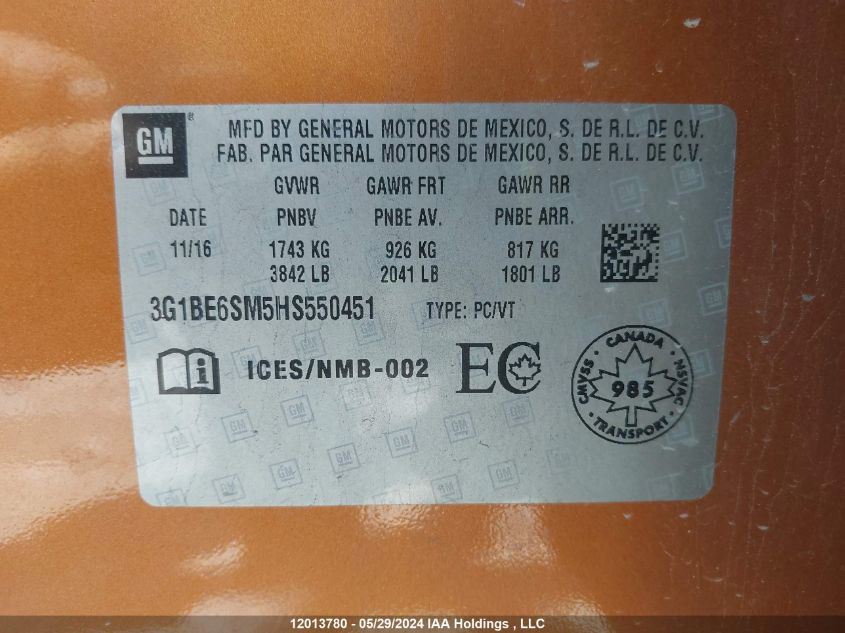 GM ®
MFD BY GENERAL MOTORS DE MEXICO, S. DE R.L. DE C.V.
FAB. PAR GENERAL MOTORS DE MEXICO, S. DE R.L. DE C.V.
GVWR GAWR FRT GAWR RR
DATE PNBV PNBE AV. PNBE ARR.
11/16 1743 KG 926 KG 817 KG
3842 LB 2041 LB 1801 LB
3G1BE6SM5HS550451 TYPE: PC/VT
i ICES/NMB-002 EC
CANADA
CMVSS 985 NSVAC
TRANSPORT
12013780 - 05/29/2024 IAA Holdings , LLC